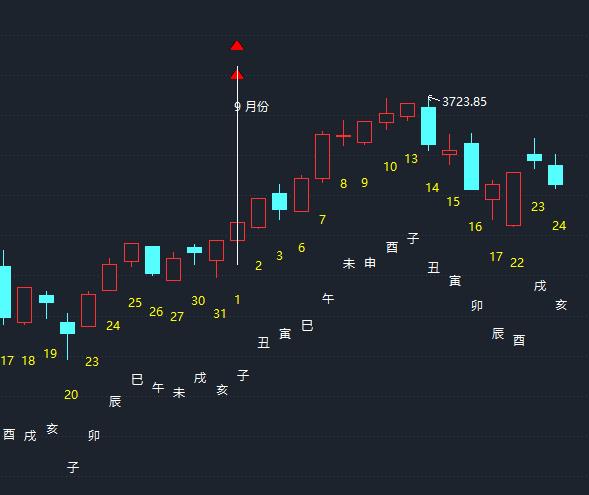 9 月份
3723.85
17 18 19 20 23 24 25 26 27 30 31 1 2 3 6 7 8 9 10 13 14 15 16 17 22 23 24
酉 戌 亥 子 卯 辰 巳 午 未 戌 亥 子 丑 寅 巳 午 未 申 酉 子 丑 寅 卯 辰 酉 戌 亥